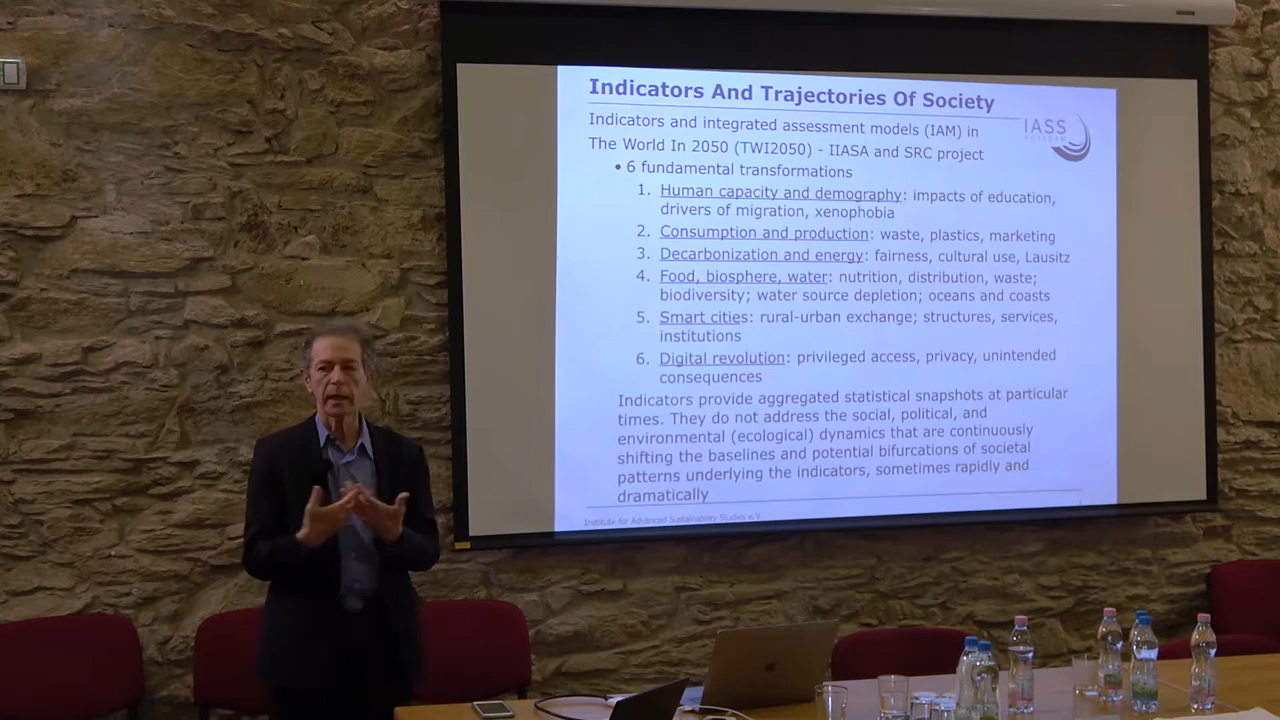 Indicators And Trajectories Of Society
IASS
POTSDAM
Indicators and integrated assessment models (IAM) in
The World In 2050 (TWI2050) - IIASA and SRC project
• 6 fundamental transformations
1. Human capacity and demography: impacts of education,
drivers of migration, xenophobia
2. Consumption and production: waste, plastics, marketing
3. Decarbonization and energy: fairness, cultural use, Lausitz
4. Food, biosphere, water: nutrition, distribution, waste;
biodiversity; water source depletion; oceans and coasts
5. Smart cities: rural-urban exchange; structures, services,
institutions
6. Digital revolution: privileged access, privacy, unintended
consequences
Indicators provide aggregated statistical snapshots at particular
times. They do not address the social, political, and
environmental (ecological) dynamics that are continuously
shifting the baselines and potential bifurcations of societal
patterns underlying the indicators, sometimes rapidly and
dramatically
Institute for Advanced Sustainability Studies e.V.